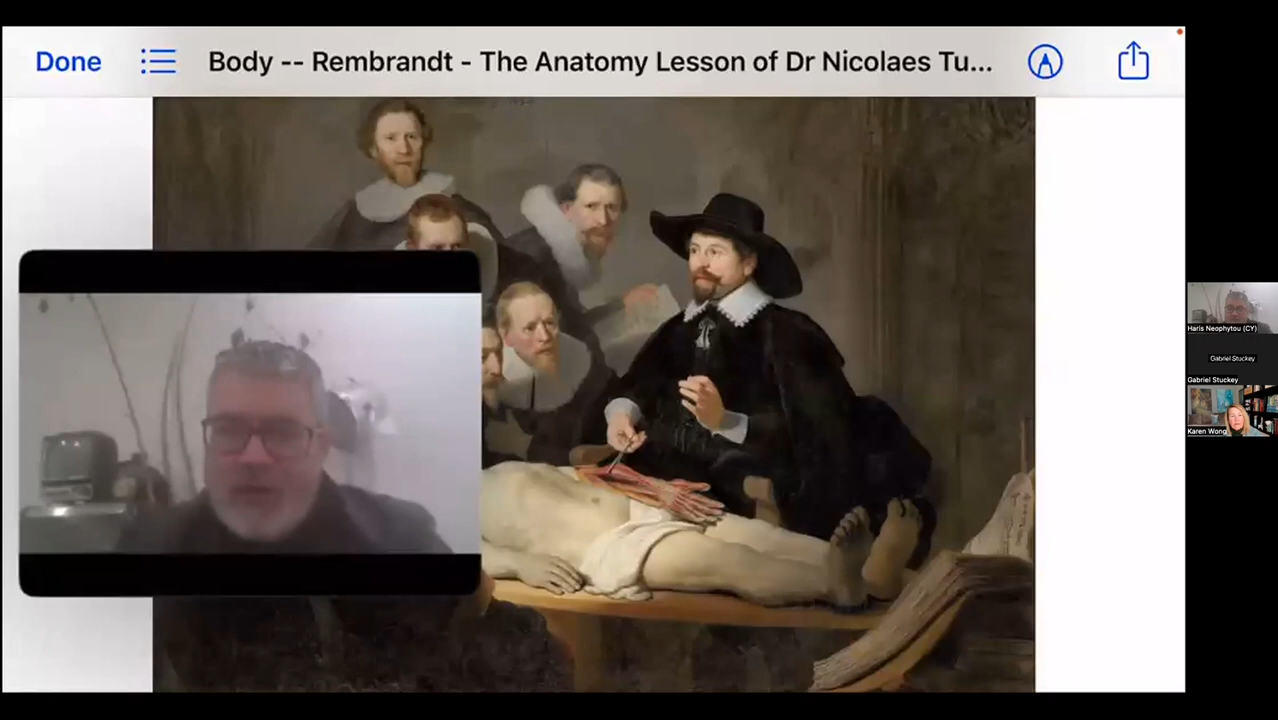 Done
Body -- Rembrandt - The Anatomy Lesson of Dr Nicolaes Tu...
Haris Neophytou (CY)
Gabriel Stuckey
Gabriel Stuckey
Karen Wong